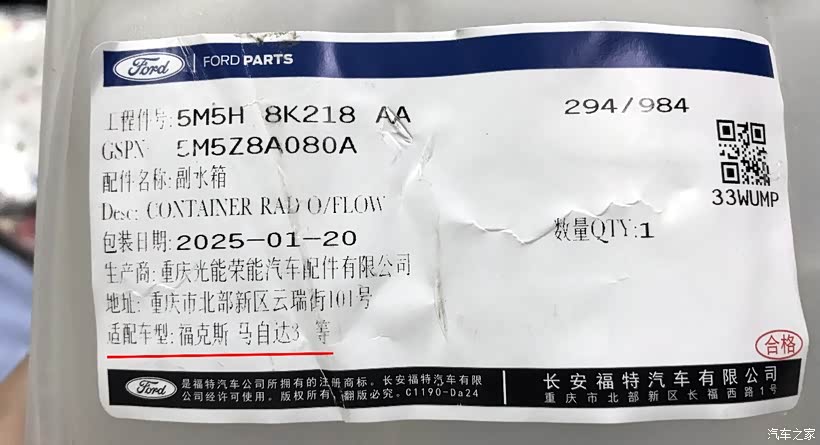 Ford FORD PARTS
工程件号:5M5H 8K218 AA
294/984
GSPN: 5M5Z8A080A
配件名称:副水箱
33WUMP
Desc: CONTAINER RAD O/FLOW
数量QTY:1
包装日期:2025-01-20
生产商:重庆光能荣能汽车配件有限公司
地址: 重庆市北部新区云瑞街101号
适配车型:福克斯 马自达3 等
合格
Ford
是福特汽车公司所拥有的注册商标。长安福特汽车有限
公司经许可使用。版权所有,翻版必究。C1190-Da24
长安福特汽车有限公司
重庆市北部新区长福西路1号
汽车之家